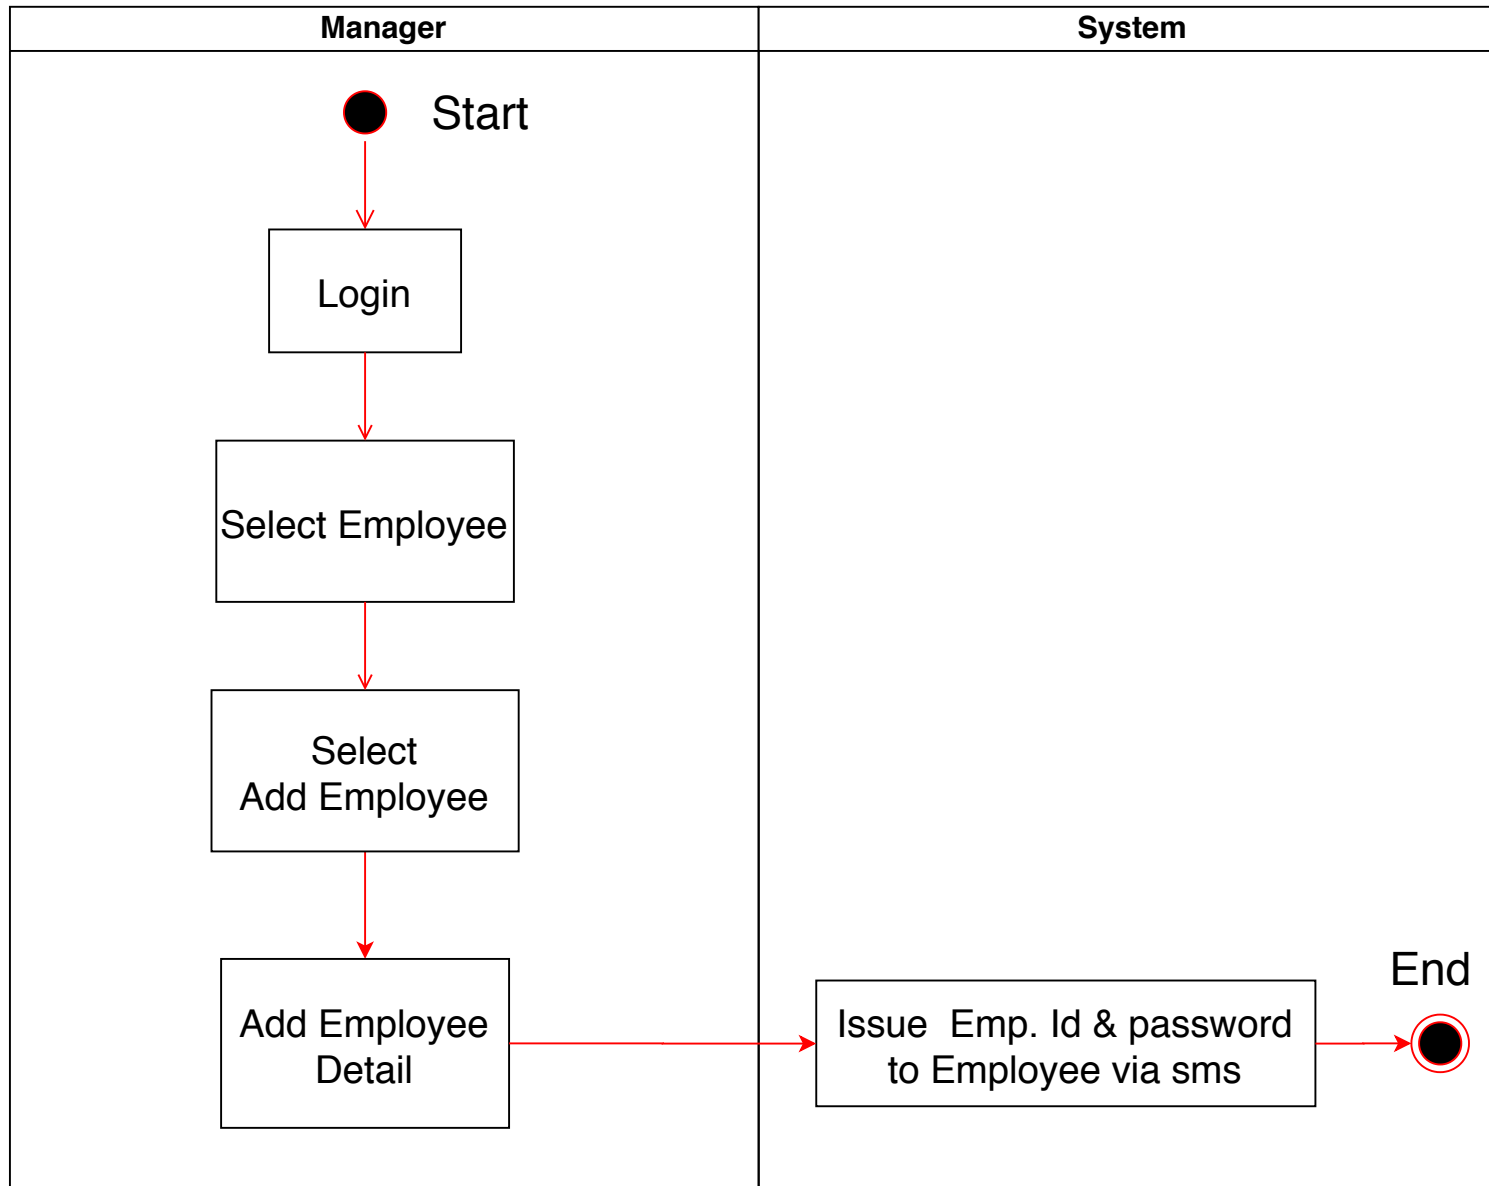 Manager
System
Start
Login
Select Employee
Select
Add Employee
Add Employee
Detail
Issue  Emp. Id & password
to Employee via sms
End